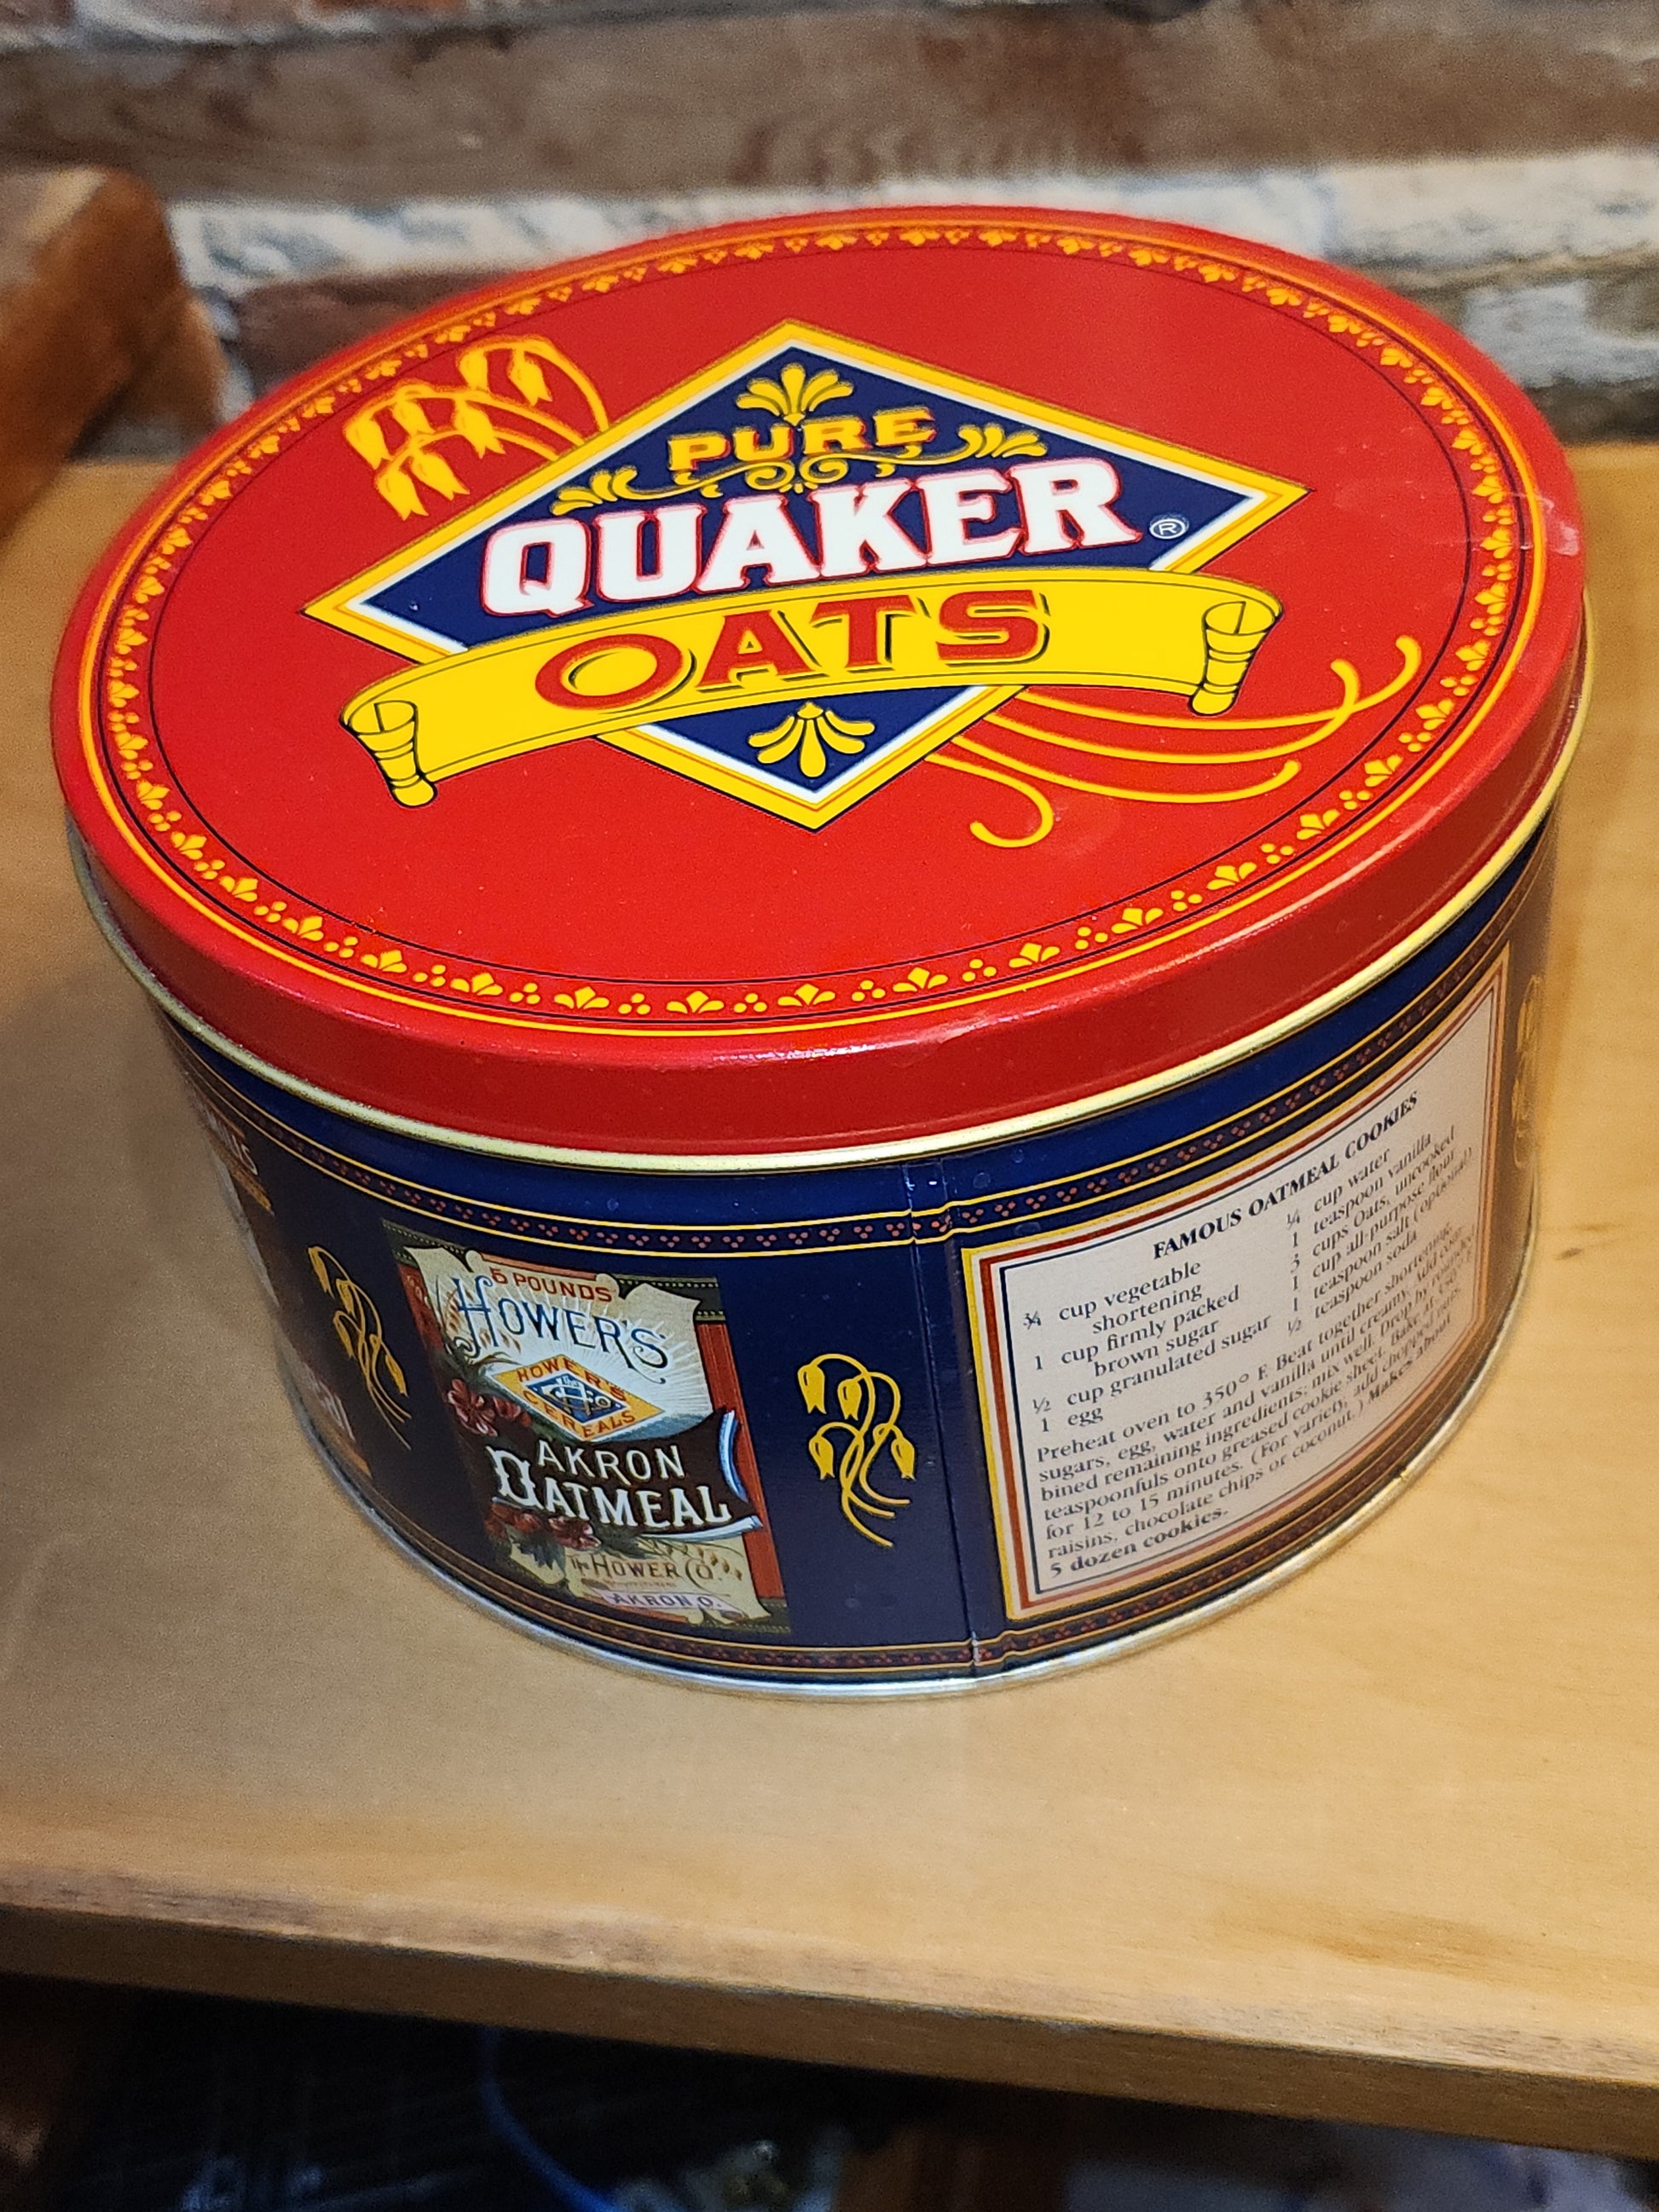 PURE
QUAKER ®
OATS
5 POUNDS
HOWER'S
HOWER'S
CEREALS
AKRON
OATMEAL
The HOWER CO.
AKRON O.
FAMOUS OATMEAL COOKIES
¾ cup vegetable
shortening
1 cup firmly packed
brown sugar
½ cup granulated sugar
1 egg
¼ cup water
1 teaspoon vanilla
3 cups Oats, uncooked
1 cup all-purpose flour
1 teaspoon salt (optional)
½ teaspoon soda
Preheat oven to 350° F. Beat together shortening,
sugars, egg, water and vanilla until creamy. Add com-
bined remaining ingredients; mix well. Drop by rounded
teaspoonfuls onto greased cookie sheet. Bake at 350° F.
for 12 to 15 minutes. (For variety, add chopped nuts,
raisins, chocolate chips or coconut.) Makes about
5 dozen cookies.